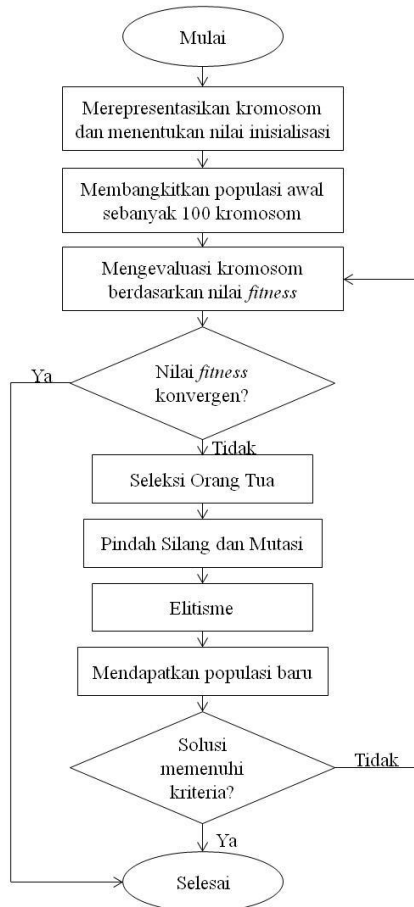 Mulai
Merepresentasikan kromosom
dan menentukan nilai inisialisasi
Membangkitkan populasi awal
sebanyak 100 kromosom
Mengevaluasi kromosom
berdasarkan nilai fitness
Ya
Nilai fitness
konvergen?
Tidak
Seleksi Orang Tua
Pindah Silang dan Mutasi
Elitisme
Mendapatkan populasi baru
Solusi
memenuhi
kriteria?
Tidak
Ya
Selesai